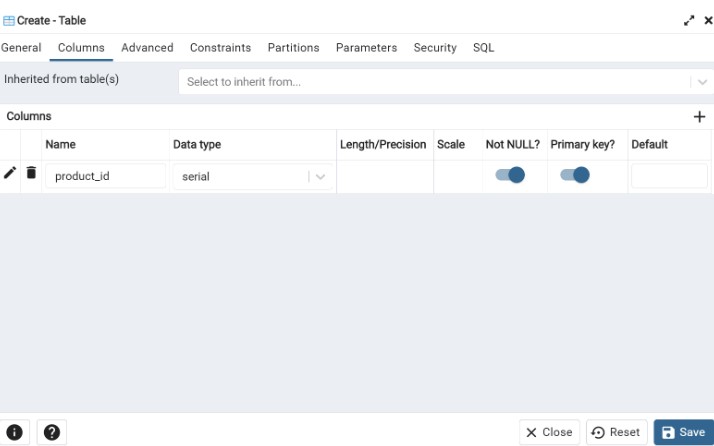 Create - Table
General Columns Advanced Constraints Partitions Parameters Security SQL
Inherited from table(s) Select to inherit from...
Columns
Name Data type Length/Precision Scale Not NULL? Primary key? Default
product_id serial
Close Reset Save